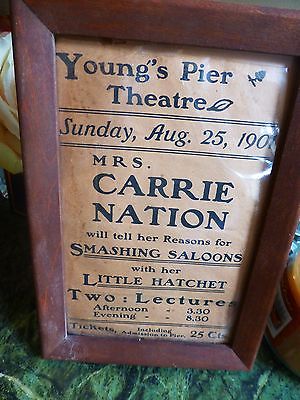 Young's Pier
Theatre
Sunday, Aug. 25, 190
MRS.
CARRIE
NATION
will tell her Reasons for
SMASHING SALOONS
with her
LITTLE HATCHET
Two : Lectures
Afternoon - 3.30
Evening - 8.30
Tickets, Including Admission to Pier. 25 Cts